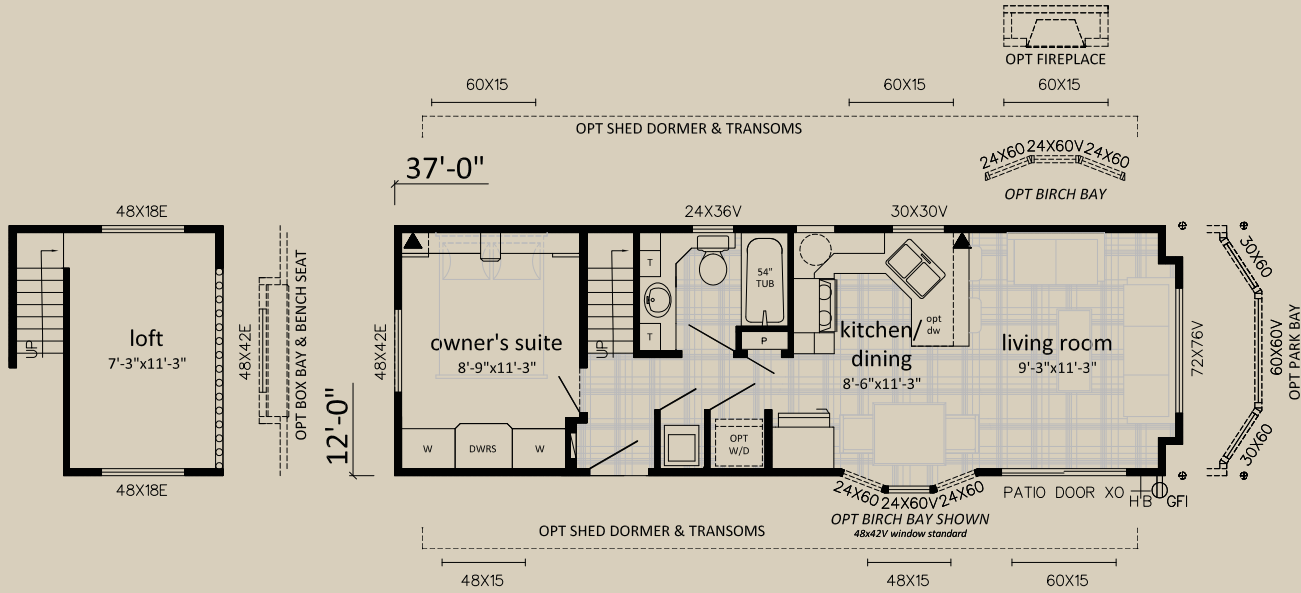 OPT FIREPLACE
60X15
60X15
60X15
OPT SHED DORMER & TRANSOMS
24X60
24X60V
24X60
OPT BIRCH BAY
37'-0"
48X18E
24X36V
30X30V
UP
loft
7'-3"x11'-3"
48X42E
OPT BOX BAY & BENCH SEAT
48X18E
12'-0"
48X42E
owner's suite
8'-9"x11'-3"
W
DWRS
W
UP
T
T
54"
TUB
P
OPT
W/D
kitchen/
dining
8'-6"x11'-3"
opt
dw
living room
9'-3"x11'-3"
72X76V
30X60
60X60V
30X60
OPT PARK BAY
24X60
24X60V
24X60
OPT BIRCH BAY SHOWN
48x42V window standard
PATIO DOOR XO
H'B
GFI
OPT SHED DORMER & TRANSOMS
48X15
48X15
60X15